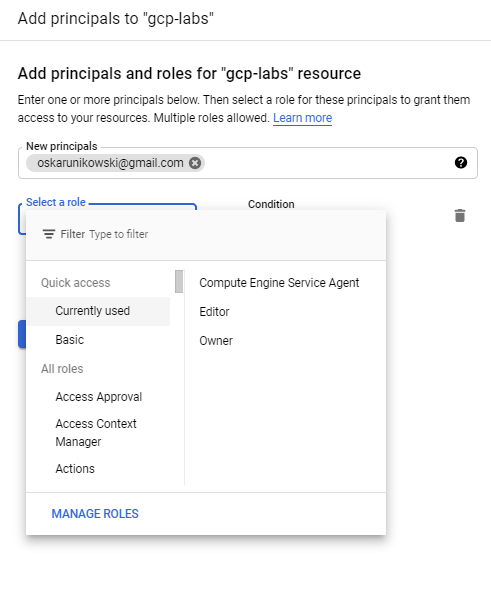 Add principals to "gcp-labs"
Add principals and roles for "gcp-labs" resource
Enter one or more principals below. Then select a role for these principals to grant them
access to your resources. Multiple roles allowed. Learn more
New principals
oskarunikowski@gmail.com
Select a role
Condition
Filter Type to filter
Quick access
Currently used
Basic
All roles
Access Approval
Access Context
Manager
Actions
Compute Engine Service Agent
Editor
Owner
MANAGE ROLES